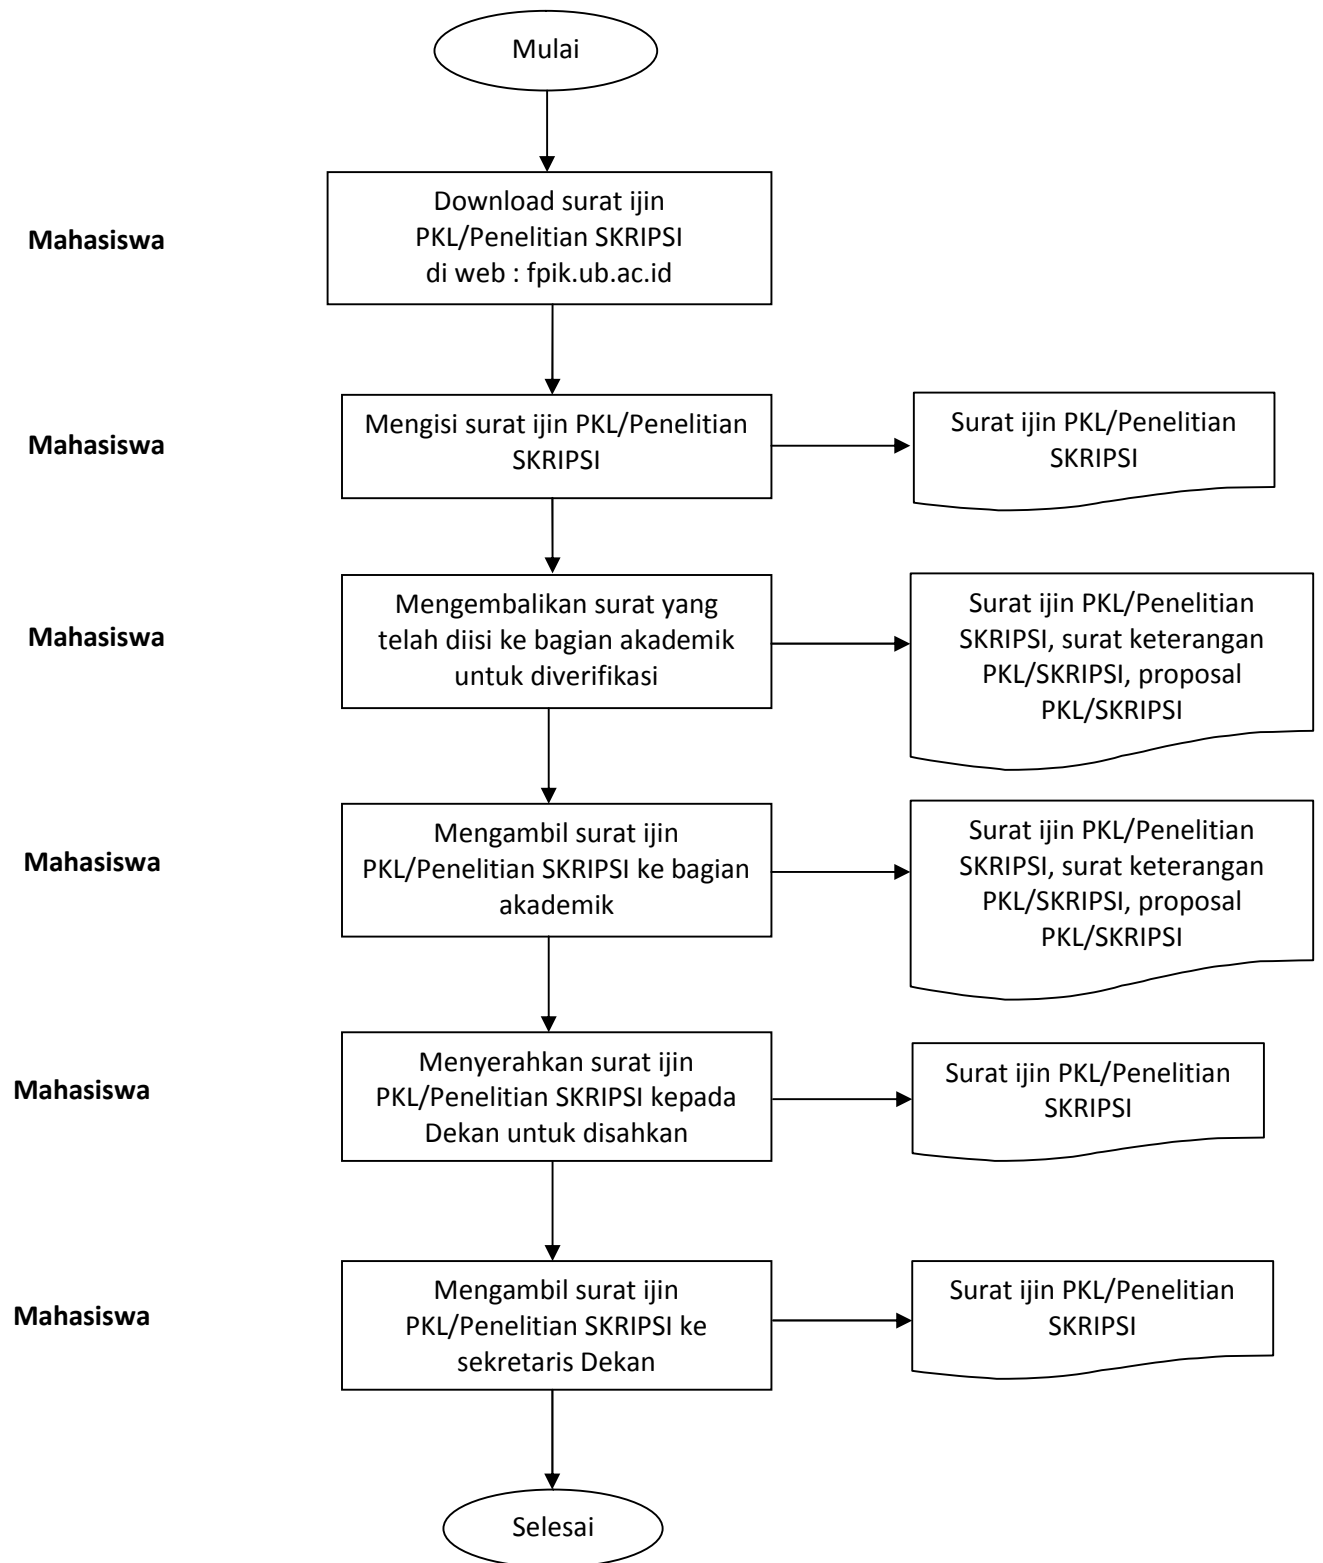 Mulai
Mahasiswa
Download surat ijin
PKL/Penelitian SKRIPSI
di web : fpik.ub.ac.id
Mahasiswa
Mengisi surat ijin PKL/Penelitian
SKRIPSI
Surat ijin PKL/Penelitian
SKRIPSI
Mahasiswa
Mengembalikan surat yang
telah diisi ke bagian akademik
untuk diverifikasi
Surat ijin PKL/Penelitian
SKRIPSI, surat keterangan
PKL/SKRIPSI, proposal
PKL/SKRIPSI
Mahasiswa
Mengambil surat ijin
PKL/Penelitian SKRIPSI ke bagian
akademik
Surat ijin PKL/Penelitian
SKRIPSI, surat keterangan
PKL/SKRIPSI, proposal
PKL/SKRIPSI
Mahasiswa
Menyerahkan surat ijin
PKL/Penelitian SKRIPSI kepada
Dekan untuk disahkan
Surat ijin PKL/Penelitian
SKRIPSI
Mahasiswa
Mengambil surat ijin
PKL/Penelitian SKRIPSI ke
sekretaris Dekan
Surat ijin PKL/Penelitian
SKRIPSI
Selesai